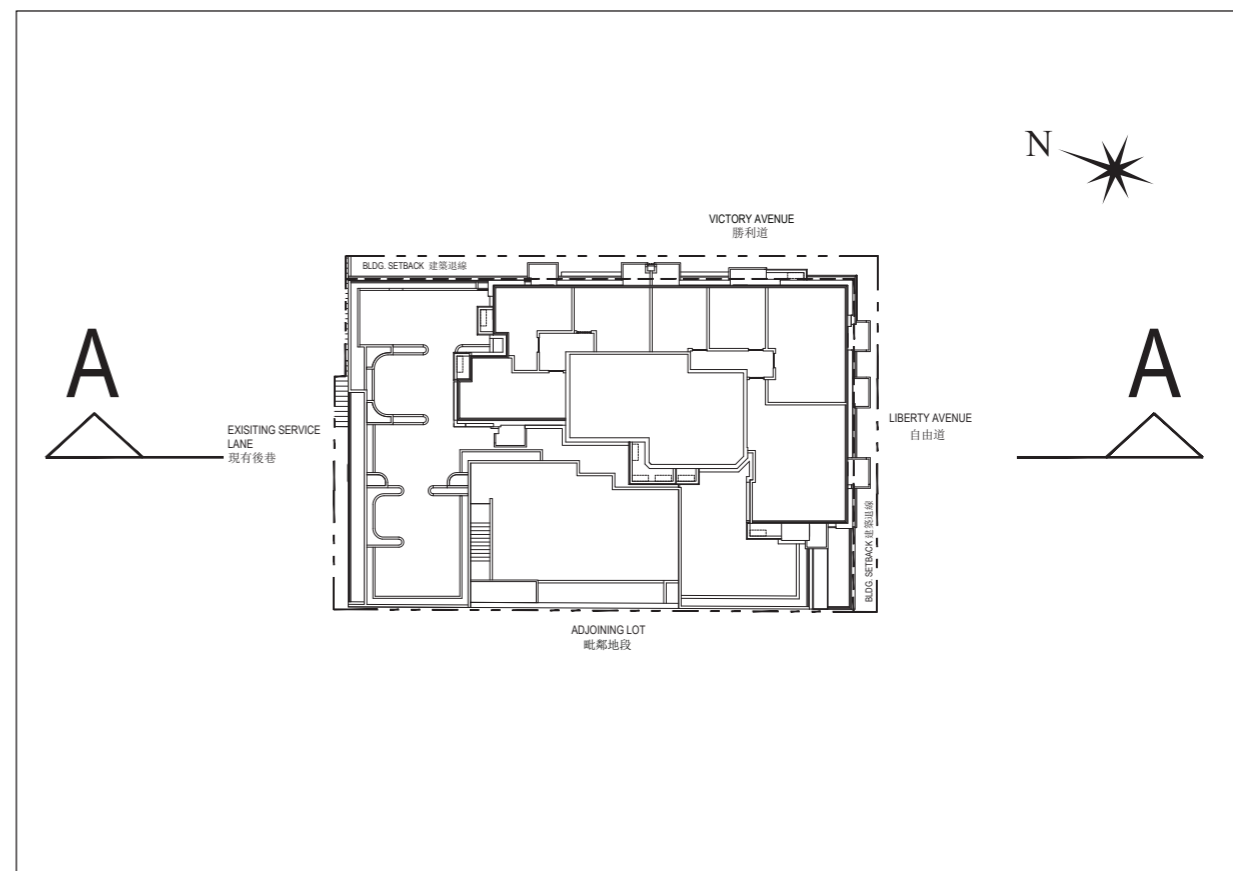 N
VICTORY AVENUE
勝利道
BLDG. SETBACK 建築退線
A
A
EXISITING SERVICE
LANE
現有後巷
LIBERTY AVENUE
自由道
BLDG. SETBACK 建築退線
ADJOINING LOT
毗鄰地段